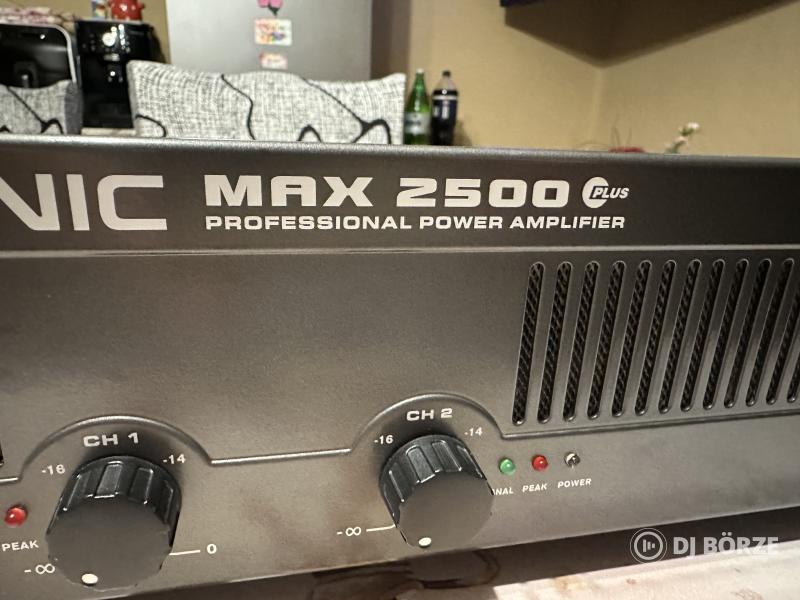 NIC MAX 2500 PLUS
PROFESSIONAL POWER AMPLIFIER
CH 1
-16 -14
PEAK
-∞ 0
CH 2
-16 -14
-∞
NAL PEAK POWER
DJ BÖRZE